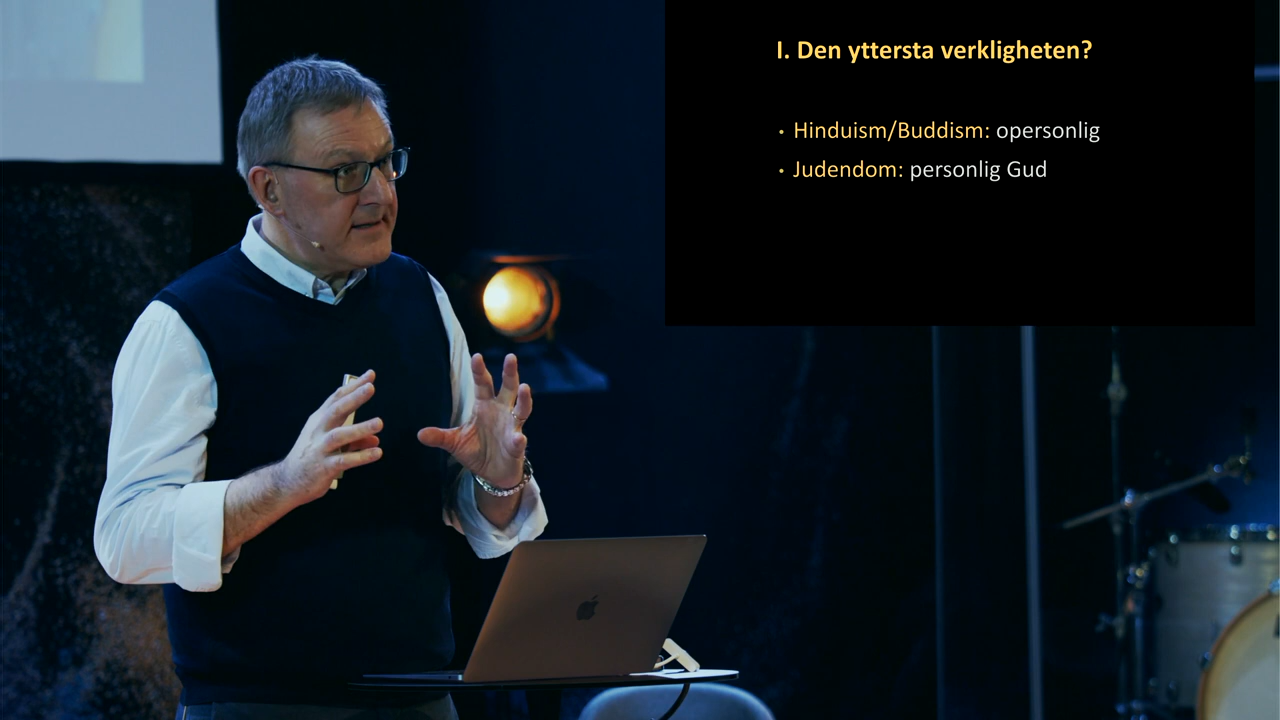 I. Den yttersta verkligheten?
• Hinduism/Buddism: opersonlig
• Judendom: personlig Gud